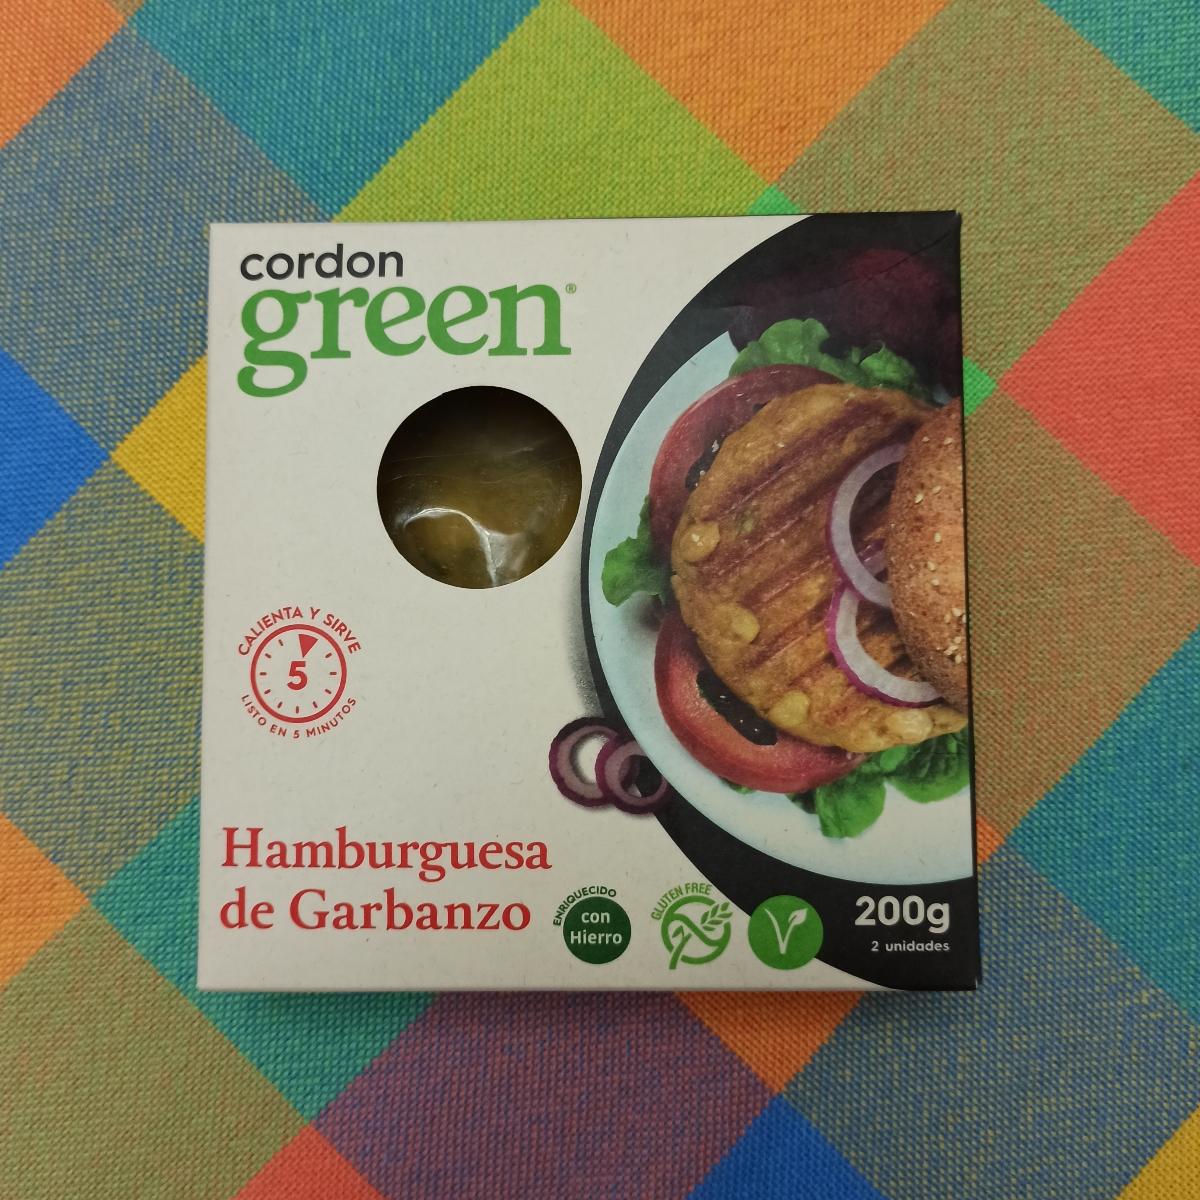 cordon
green®
CALIENTA Y SIRVE
5
LISTO EN 5 MINUTOS
Hamburguesa
de Garbanzo
ENRIQUECIDO
con
Hierro
GLUTEN FREE
V
200g
2 unidades